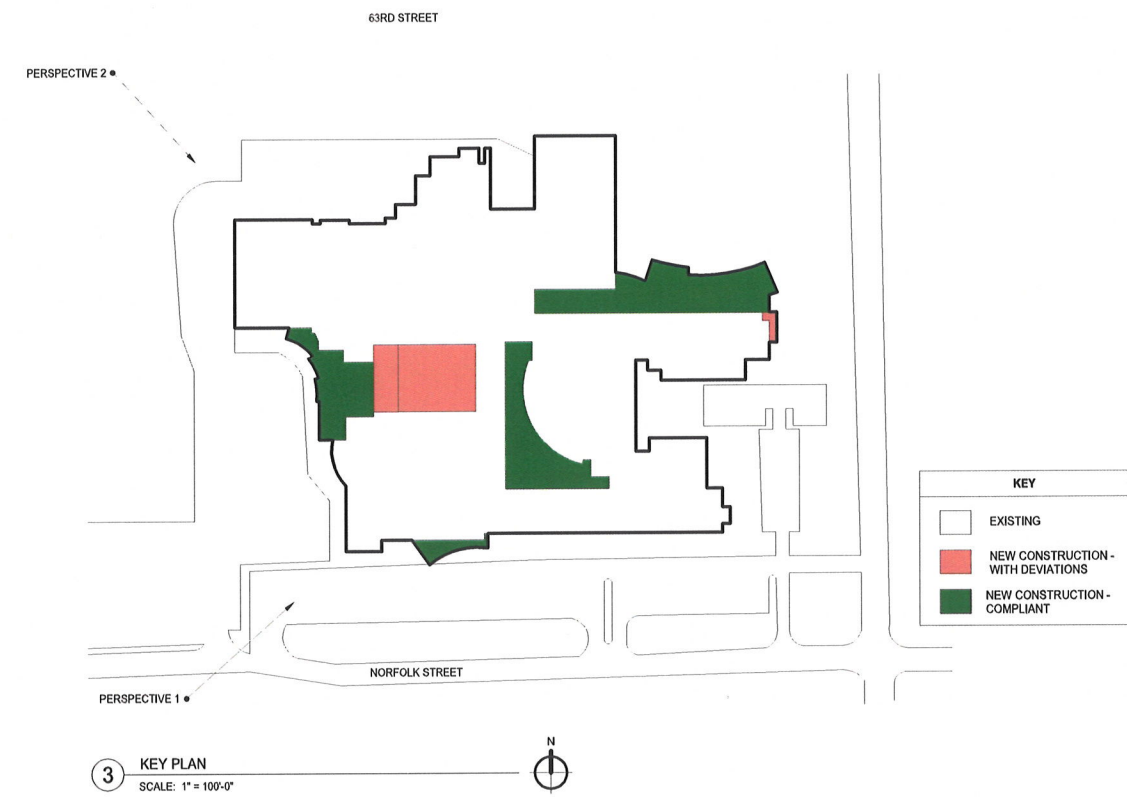 63RD STREET
PERSPECTIVE 2
KEY
EXISTING
NEW CONSTRUCTION -
WITH DEVIATIONS
NEW CONSTRUCTION -
COMPLIANT
NORFOLK STREET
PERSPECTIVE 1
N
3
KEY PLAN
SCALE: 1" = 100'-0"